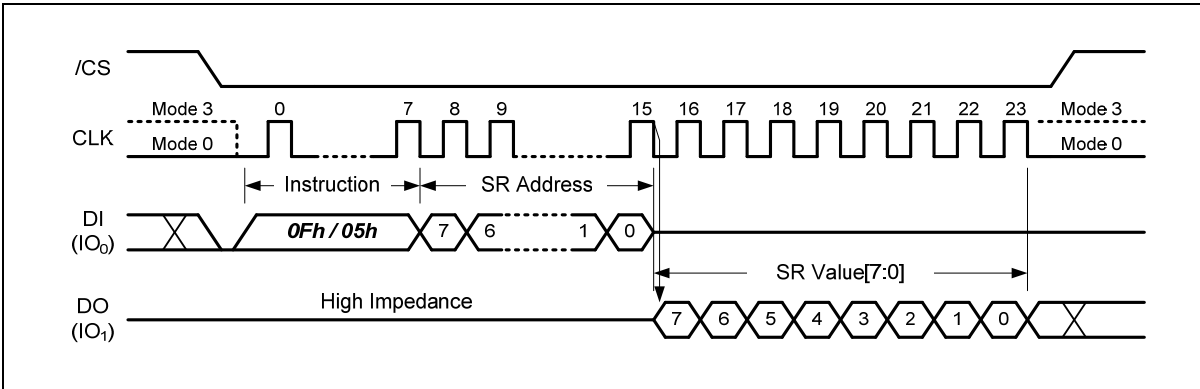 /CS
Mode 3 0 7 8 9 15 16 17 18 19 20 21 22 23 Mode 3
CLK
Mode 0 Mode 0
Instruction SR Address
DI 0Fh / 05h 7 6 1 0
(IO0)
SR Value[7:0]
High Impedance
DO 7 6 5 4 3 2 1 0
(IO1)